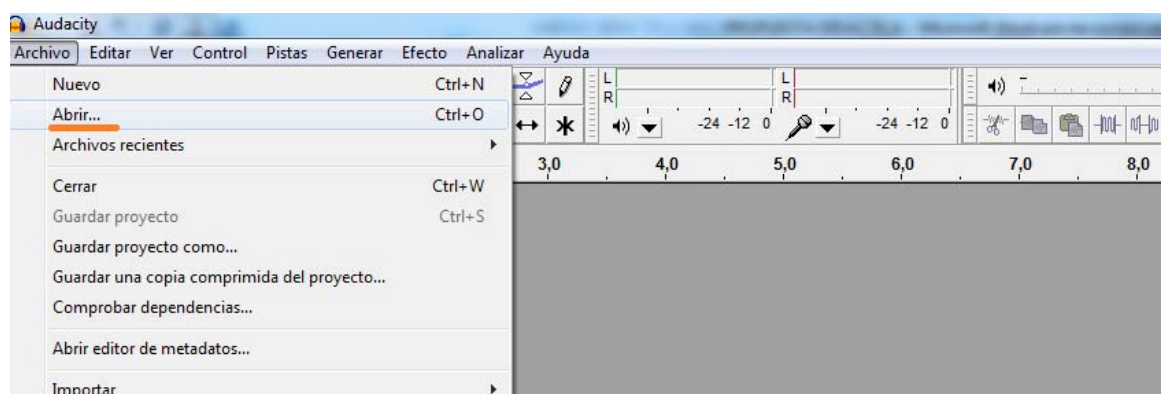 Audacity
Archivo Editar Ver Control Pistas Generar Efecto Analizar Ayuda
Nuevo Ctrl+N
Abrir... Ctrl+O
Archivos recientes
Cerrar Ctrl+W
Guardar proyecto Ctrl+S
Guardar proyecto como...
Guardar una copia comprimida del proyecto...
Comprobar dependencias...
Abrir editor de metadatos...
Importar
L L
R R
-24 -12 0 -24 -12 0
3,0 4,0 5,0 6,0 7,0 8,0